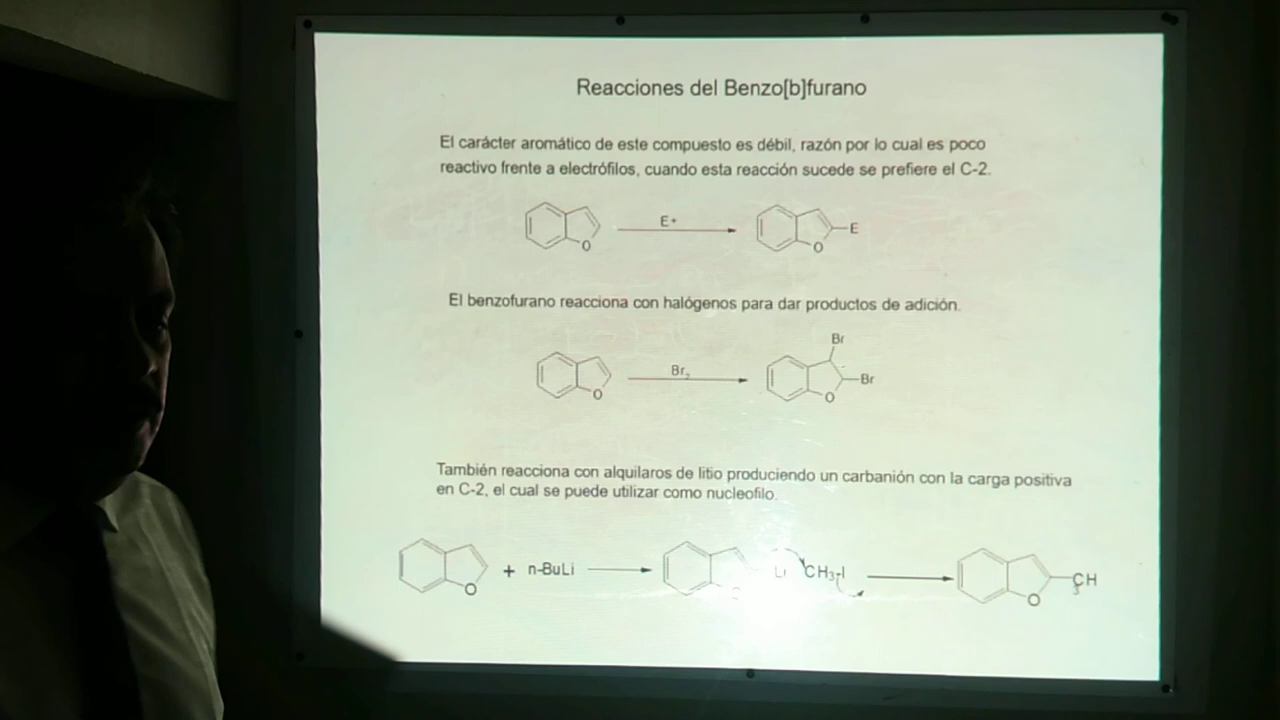 Reacciones del Benzo[b]furano
El carácter aromático de este compuesto es débil, razón por lo cual es poco
reactivo frente a electrófilos, cuando esta reacción sucede se prefiere el C-2.
E+
E
O
O
El benzofurano reacciona con halógenos para dar productos de adición.
Br
Br₂
Br
O
O
También reacciona con alquilaros de litio produciendo un carbanión con la carga positiva
en C-2, el cual se puede utilizar como nucleofilo.
+ n-BuLi
Li
CH₃-I
CH₃
O
O